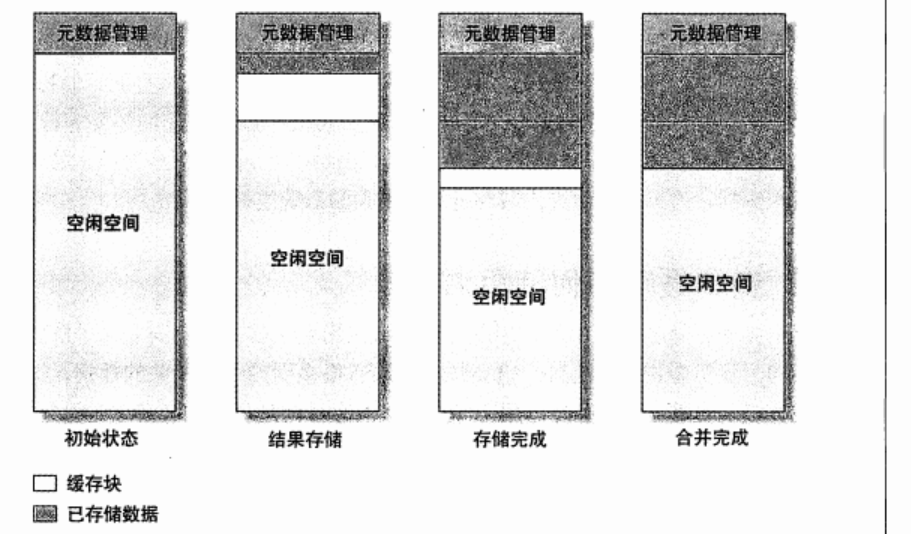 元数据管理 元数据管理 元数据管理 元数据管理
空闲空间 空闲空间 空闲空间 空闲空间
初始状态 结果存储 存储完成 合并完成
缓存块
已存储数据